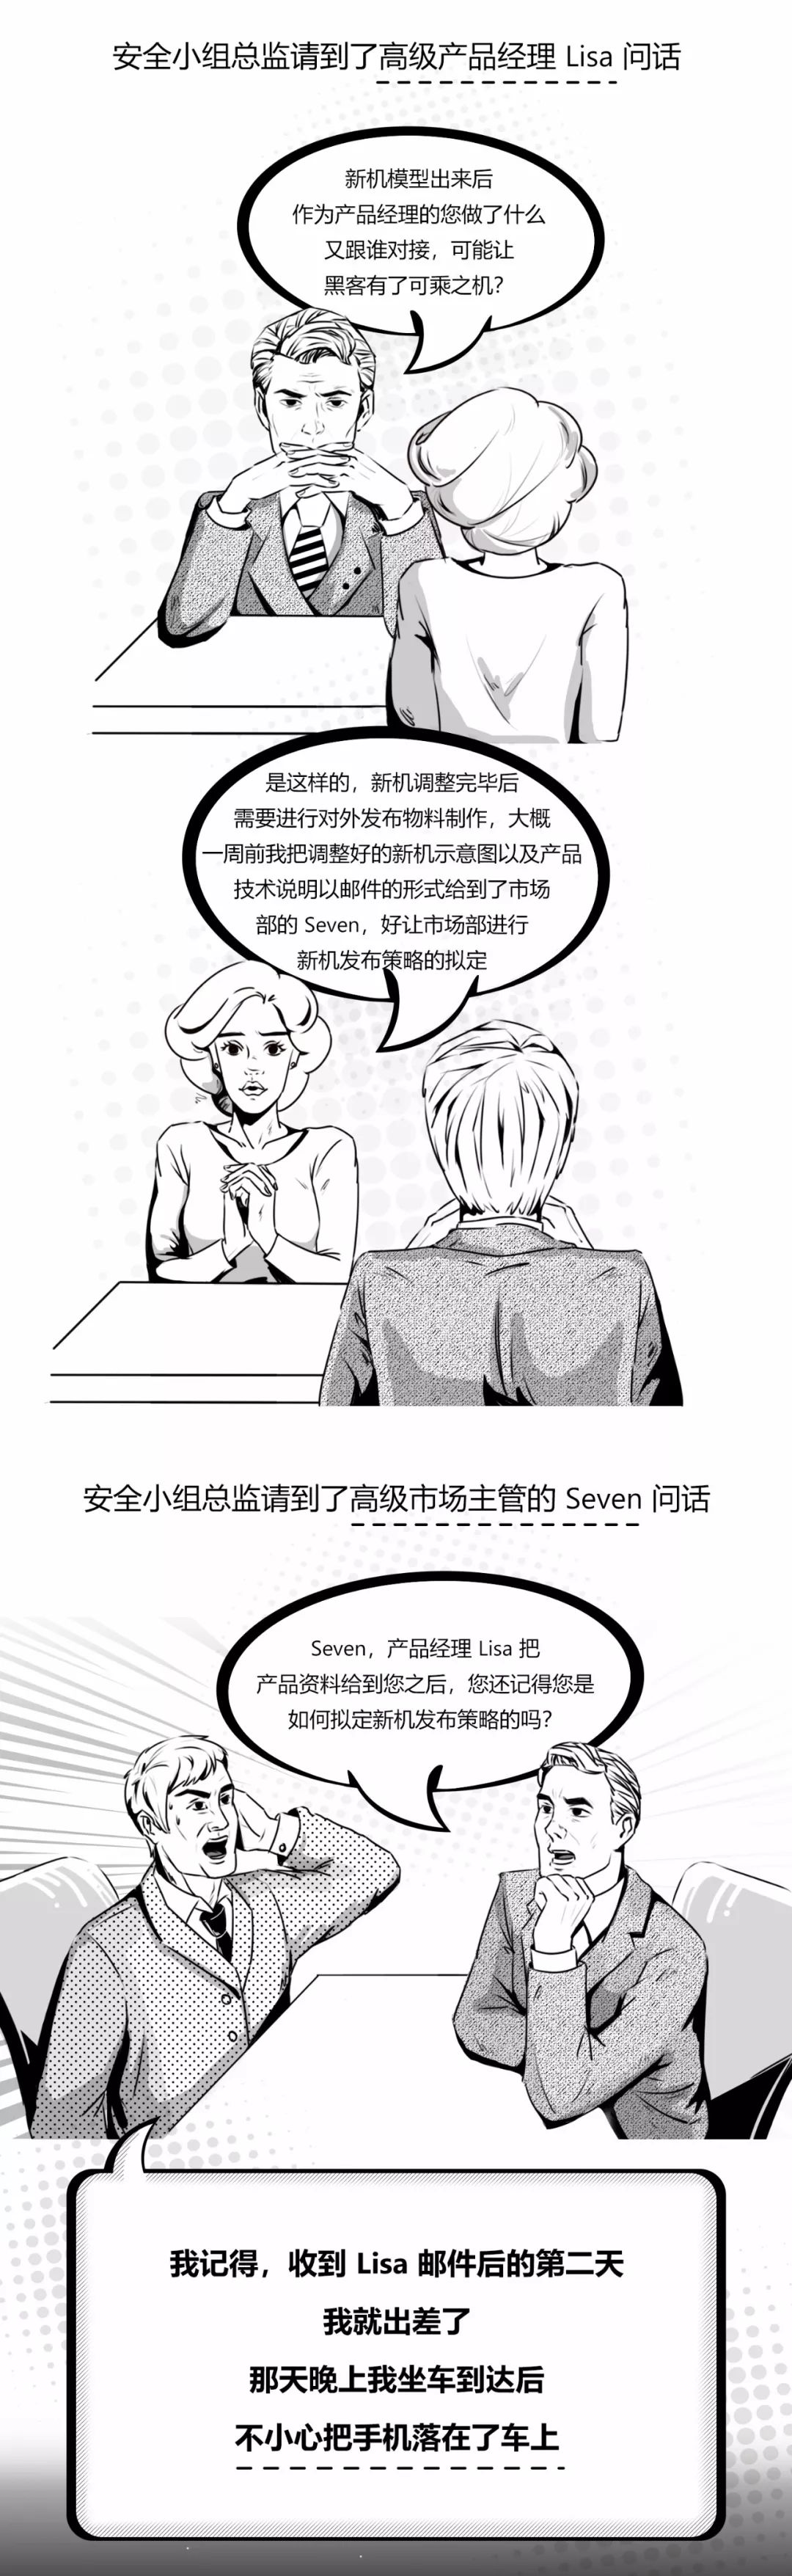 安全小组总监请到了高级产品经理 Lisa 问话
新机模型出来后
作为产品经理的您做了什么
又跟谁对接，可能让
黑客有了可乘之机？
是这样的，新机调整完毕后
需要进行对外发布物料制作，大概
一周前我把调整好的新机示意图以及产品
技术说明以邮件的形式给到了市场
部的 Seven，好让市场部进行
新机发布策略的拟定
安全小组总监请到了高级市场主管的 Seven 问话
Seven，产品经理 Lisa 把
产品资料给到您之后，您还记得您是
如何拟定新机发布策略的吗？
我记得，收到 Lisa 邮件后的第二天
我就出差了
那天晚上我坐车到达后
不小心把手机落在了车上